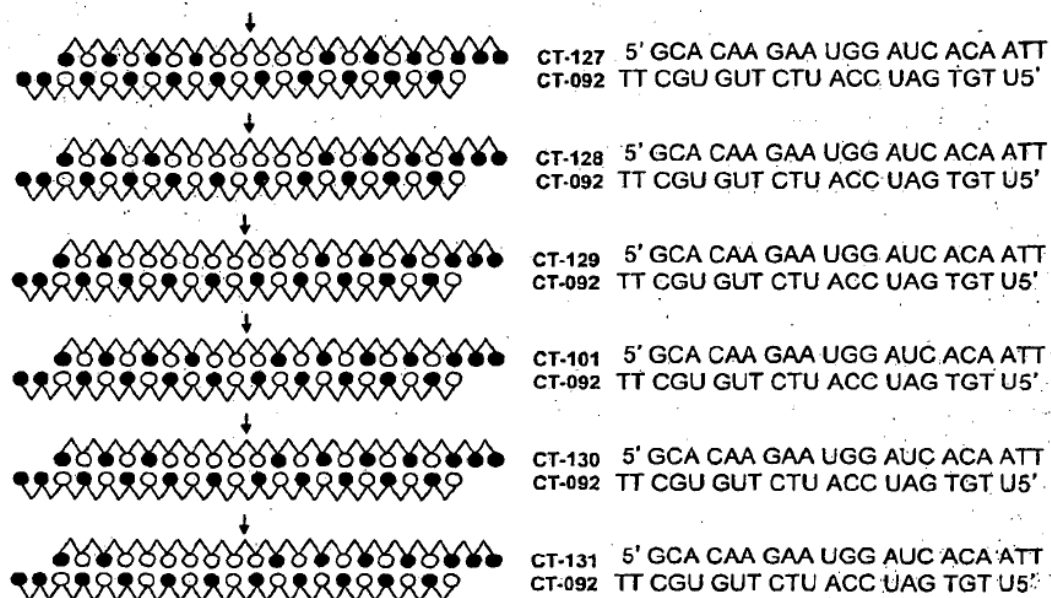 CT-127 5' GCA CAA GAA UGG AUC ACA ATT
CT-092 TT CGU GUT CTU ACC UAG TGT U5'
CT-128 5' GCA CAA GAA UGG AUC ACA ATT
CT-092 TT CGU GUT CTU ACC UAG TGT U5'
CT-129 5' GCA CAA GAA UGG AUC ACA ATT
CT-092 TT CGU GUT CTU ACC UAG TGT U5'
CT-101 5' GCA CAA GAA UGG AUC ACA ATT
CT-092 TT CGU GUT CTU ACC UAG TGT U5'
CT-130 5' GCA CAA GAA UGG AUC ACA ATT
CT-092 TT CGU GUT CTU ACC UAG TGT U5'
CT-131 5' GCA CAA GAA UGG AUC ACA ATT
CT-092 TT CGU GUT CTU ACC UAG TGT U5'